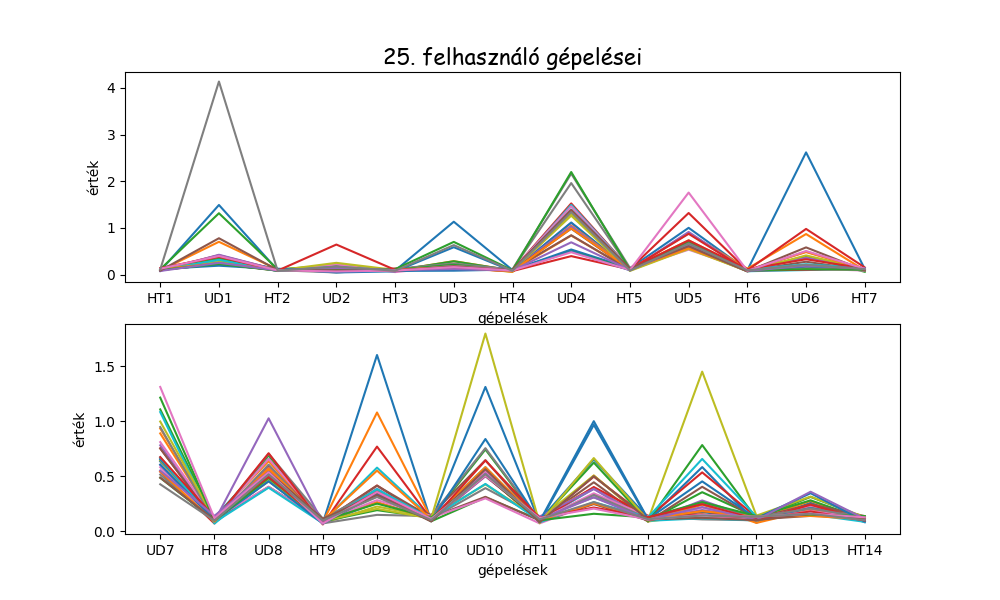 25. felhasználó gépelései
4
3
2
1
0
érték
HT1 UD1 HT2 UD2 HT3 UD3 HT4 UD4 HT5 UD5 HT6 UD6 HT7
gépelések
1.5
1.0
0.5
0.0
érték
UD7 HT8 UD8 HT9 UD9 HT10 UD10 HT11 UD11 HT12 UD12 HT13 UD13 HT14
gépelések